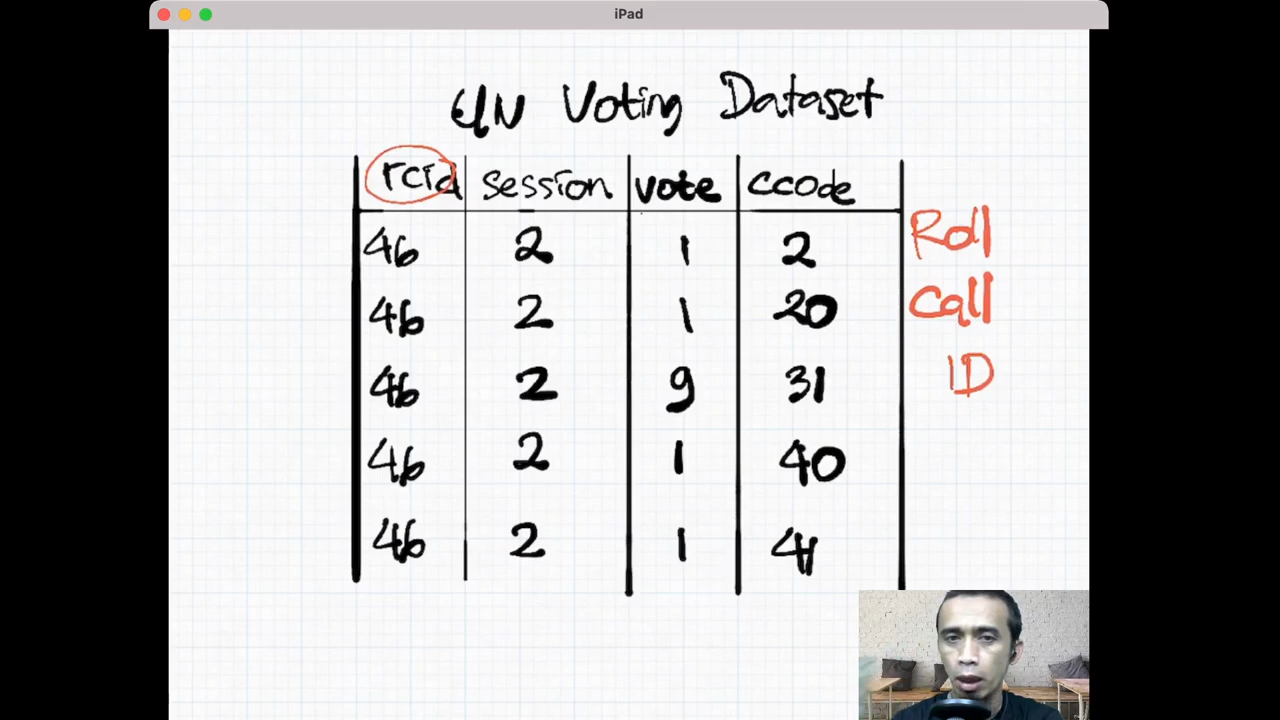 iPad
UN Voting Dataset
rcid session vote ccode
46 2 1 2
46 2 1 20
46 2 9 31
46 2 1 40
46 2 1 41
Roll
Call
ID